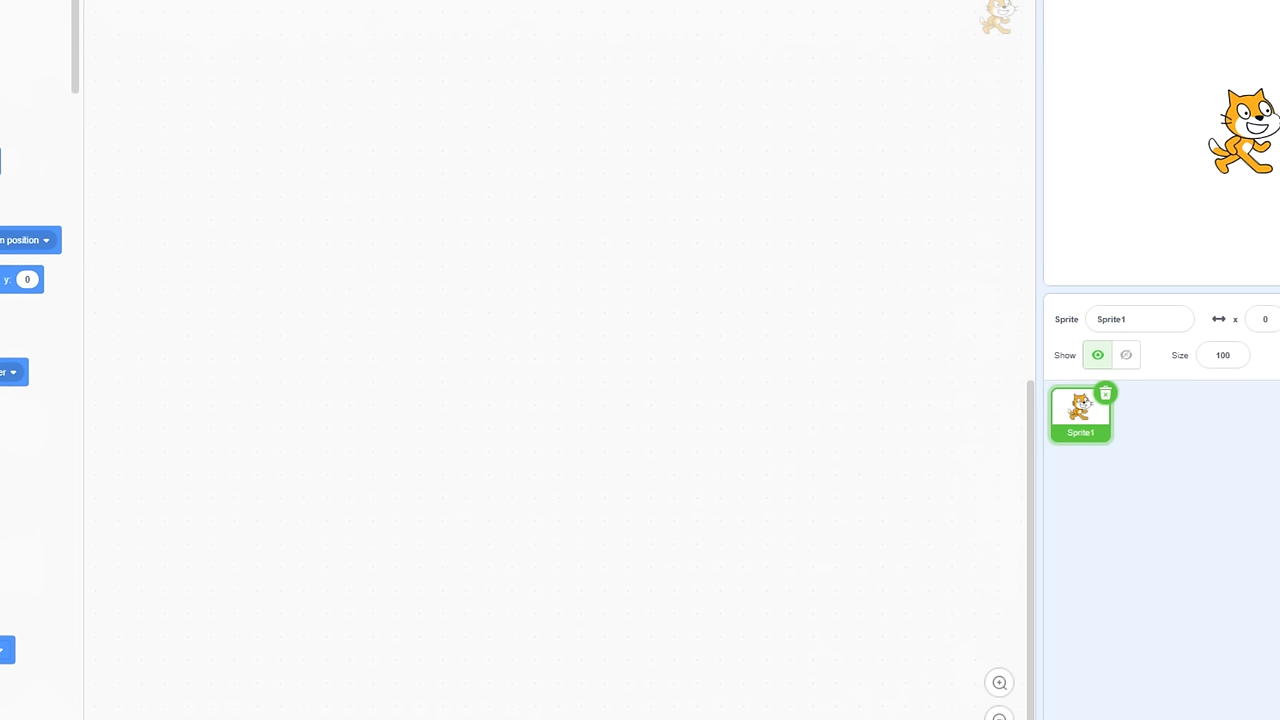 m position
y: 0
er
Sprite Sprite1 x 0
Show Size 100
Sprite1